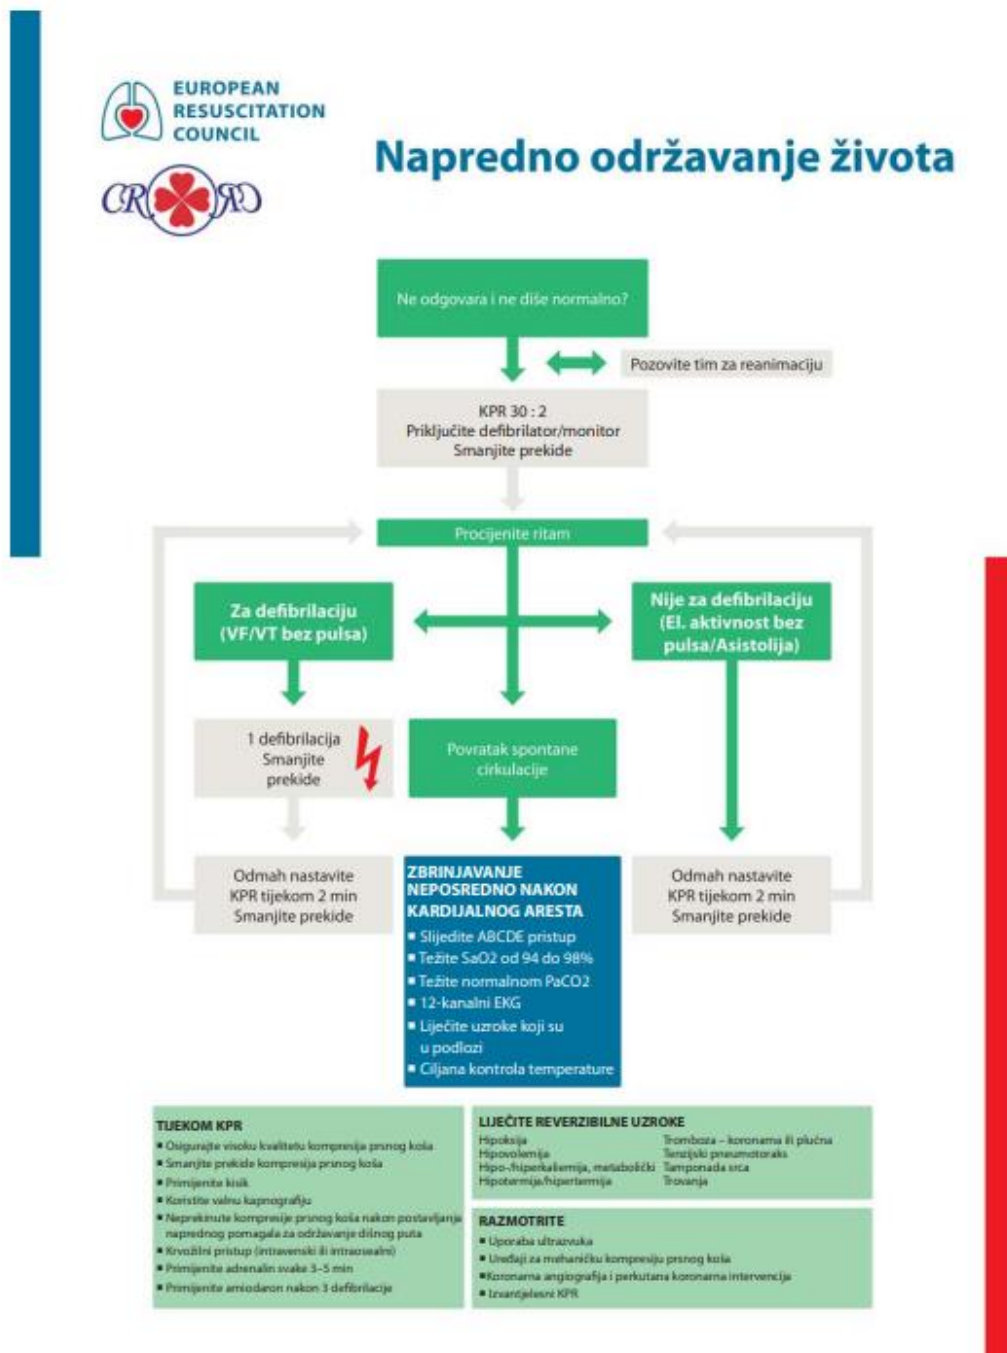 EUROPEAN
RESUSCITATION
COUNCIL
CR
Napredno održavanje života
Ne odgovara i ne diše normalno?
Pozovite tim za reanimaciju
KPR 30 : 2
Priključite defibrilator/monitor
Smanjite prekide
Procijenite ritam
Za defibrilaciju
(VF/VT bez pulsa)
Nije za defibrilaciju
(El. aktivnost bez
pulsa/Asistolija)
1 defibrilacija
Smanjite
prekide
Povratak spontane
cirkulacije
Odmah nastavite
KPR tijekom 2 min
Smanjite prekide
ZBRINJAVANJE
NEPOSREDNO NAKON
KARDIJALNOG ARESTA
▪ Slijedite ABCDE pristup
▪ Težite SaO2 od 94 do 98%
▪ Težite normalnom PaCO2
▪ 12-kanalni EKG
▪ Liječite uzroke koji su
u podlozi
▪ Ciljana kontrola temperature
Odmah nastavite
KPR tijekom 2 min
Smanjite prekide
TIJEKOM KPR
▪ Osigurajte visoku kvalitetu kompresija prsnog koša
▪ Smanjite prekide kompresija prsnog koša
▪ Primijenite kisik
▪ Koristite valnu kapnografiju
▪ Neprekinute kompresije prsnog koša nakon postavljanja
naprednog pomagala za održavanje dišnog puta
▪ Krvožilni pristup (intravenski ili intraosealni)
▪ Primijenite adrenalin svake 3–5 min
▪ Primijenite amiodaron nakon 3 defibrilacije
LIJEČITE REVERZIBILNE UZROKE
Hipoksija
Hipovolemija
Hipo-/hiperkalemija, metabolički
Hipotermija/hipertermija
Tromboza – koronarna ili plućna
Tenzijski pneumotoraks
Tamponada srca
Trovanja
RAZMOTRITE
▪ Uporaba ultrazvuka
▪ Uređaji za mehaničku kompresiju prsnog koša
▪Koronarna angiografija i perkutana koronarna intervencija
▪ Izvantjelesni KPR